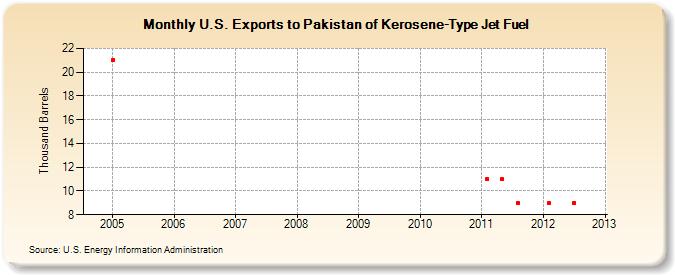 Monthly U.S. Exports to Pakistan of Kerosene-Type Jet Fuel
Thousand Barrels
22
20
18
16
14
12
10
8
2005 2006 2007 2008 2009 2010 2011 2012 2013
Source: U.S. Energy Information Administration